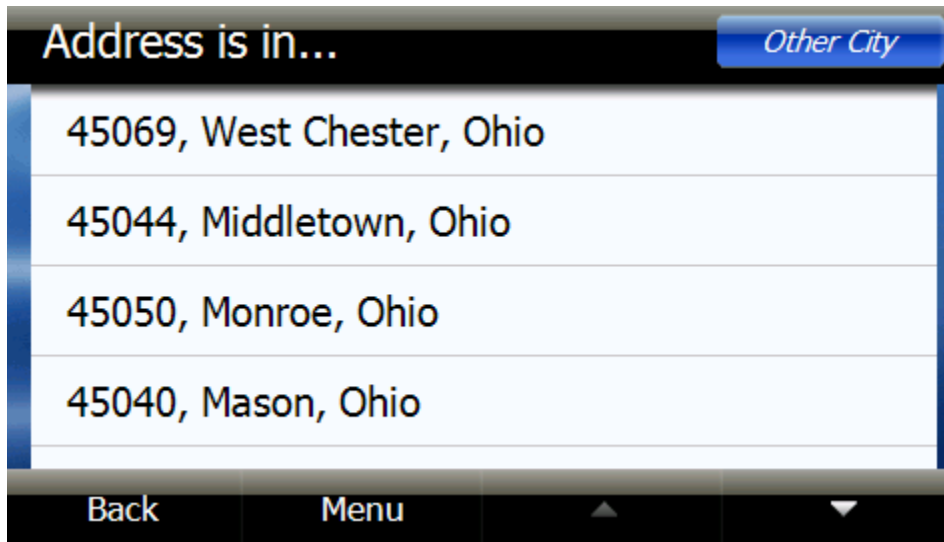 Address is in...
Other City
45069, West Chester, Ohio
45044, Middletown, Ohio
45050, Monroe, Ohio
45040, Mason, Ohio
Back
Menu